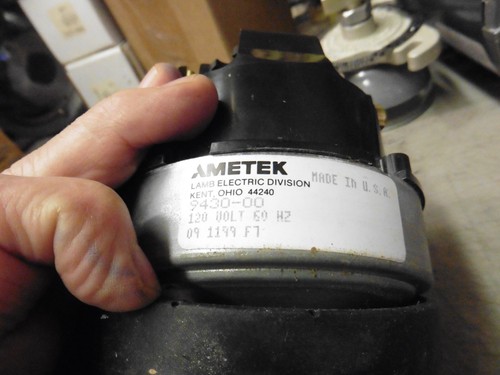 AMETEK
LAMB ELECTRIC DIVISION
KENT, OHIO 44240
MADE In U.S.A.
9430-00
120 VOLT 60 HZ
09 1199 FT